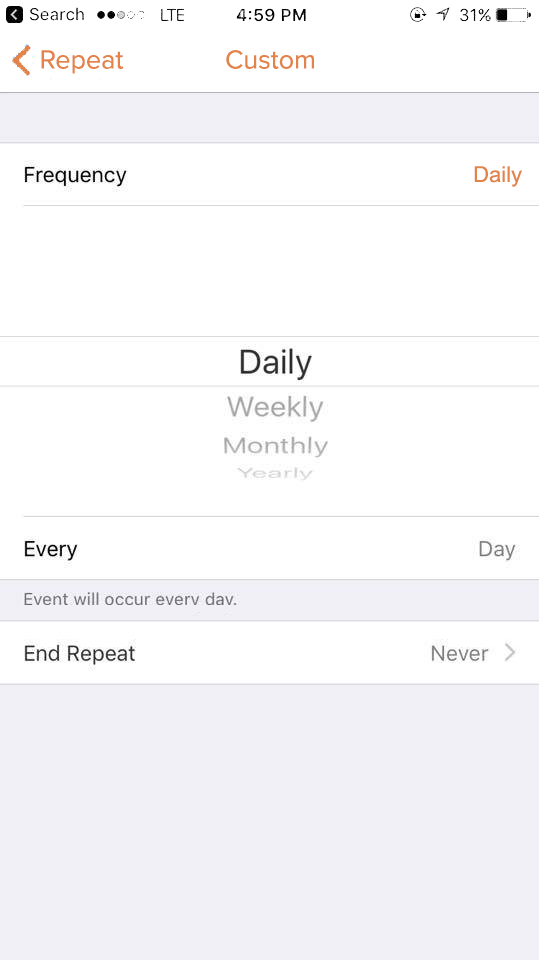 Search LTE 4:59 PM 31%
Repeat Custom
Frequency Daily
Daily
Weekly
Monthly
Yearly
Every Day
Event will occur every day.
End Repeat Never